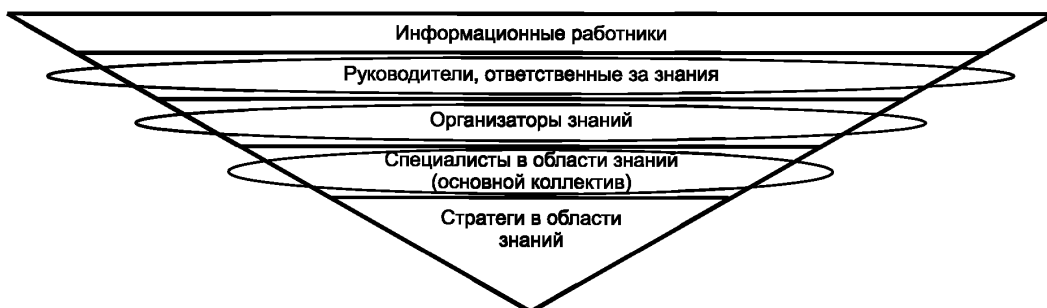 Информационные работники
Руководители, ответственные за знания
Организаторы знаний
Специалисты в области знаний
(основной коллектив)
Стратеги в области
знаний